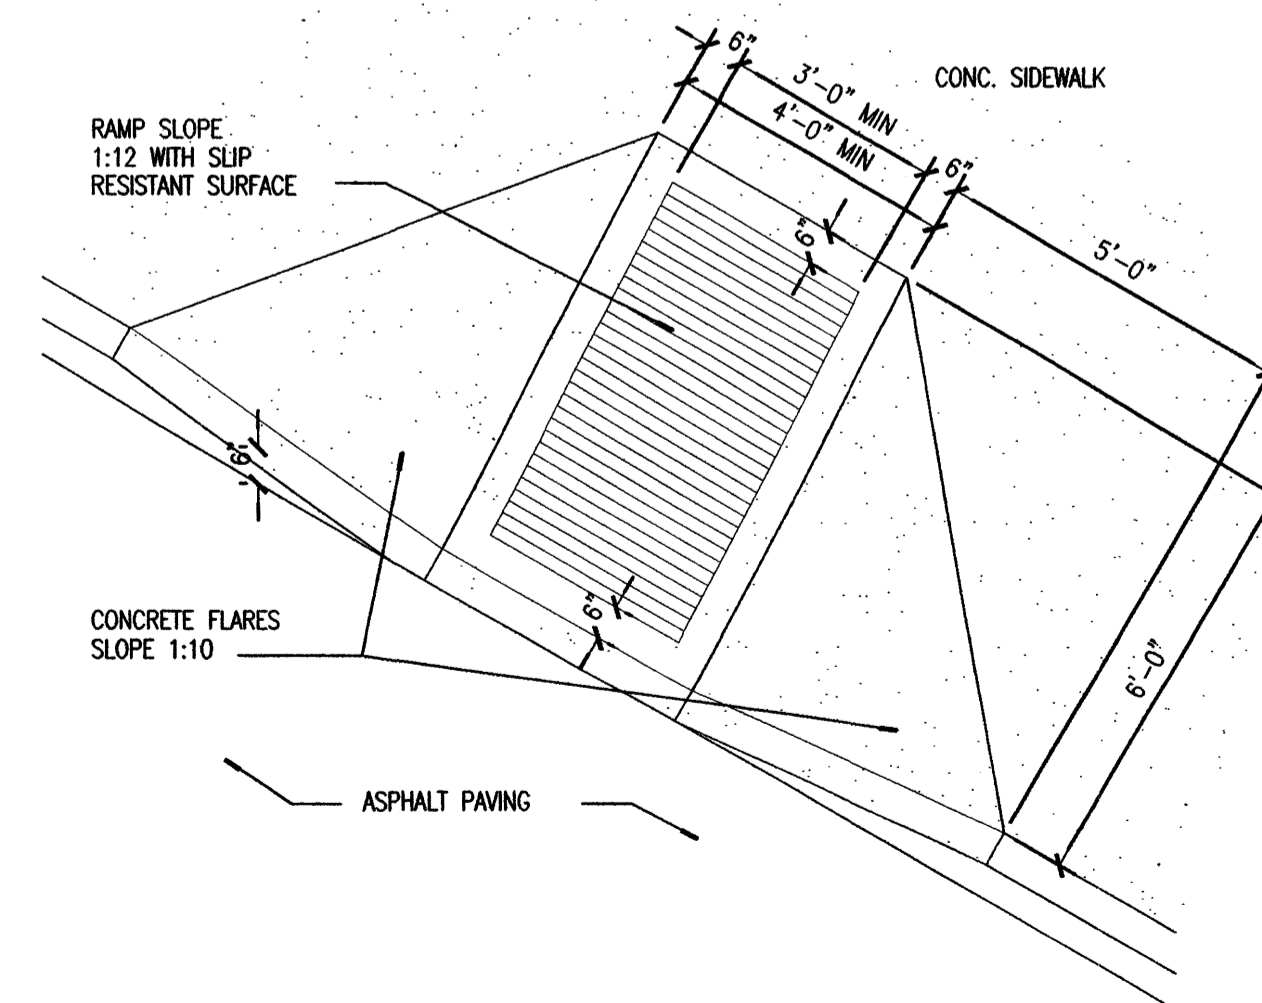 6"
3'-0" MIN
4'-0" MIN
6"
CONC. SIDEWALK
RAMP SLOPE
1:12 WITH SLIP
RESISTANT SURFACE
6"
5'-0"
6"
6"
CONCRETE FLARES
SLOPE 1:10
6'-0"
ASPHALT PAVING